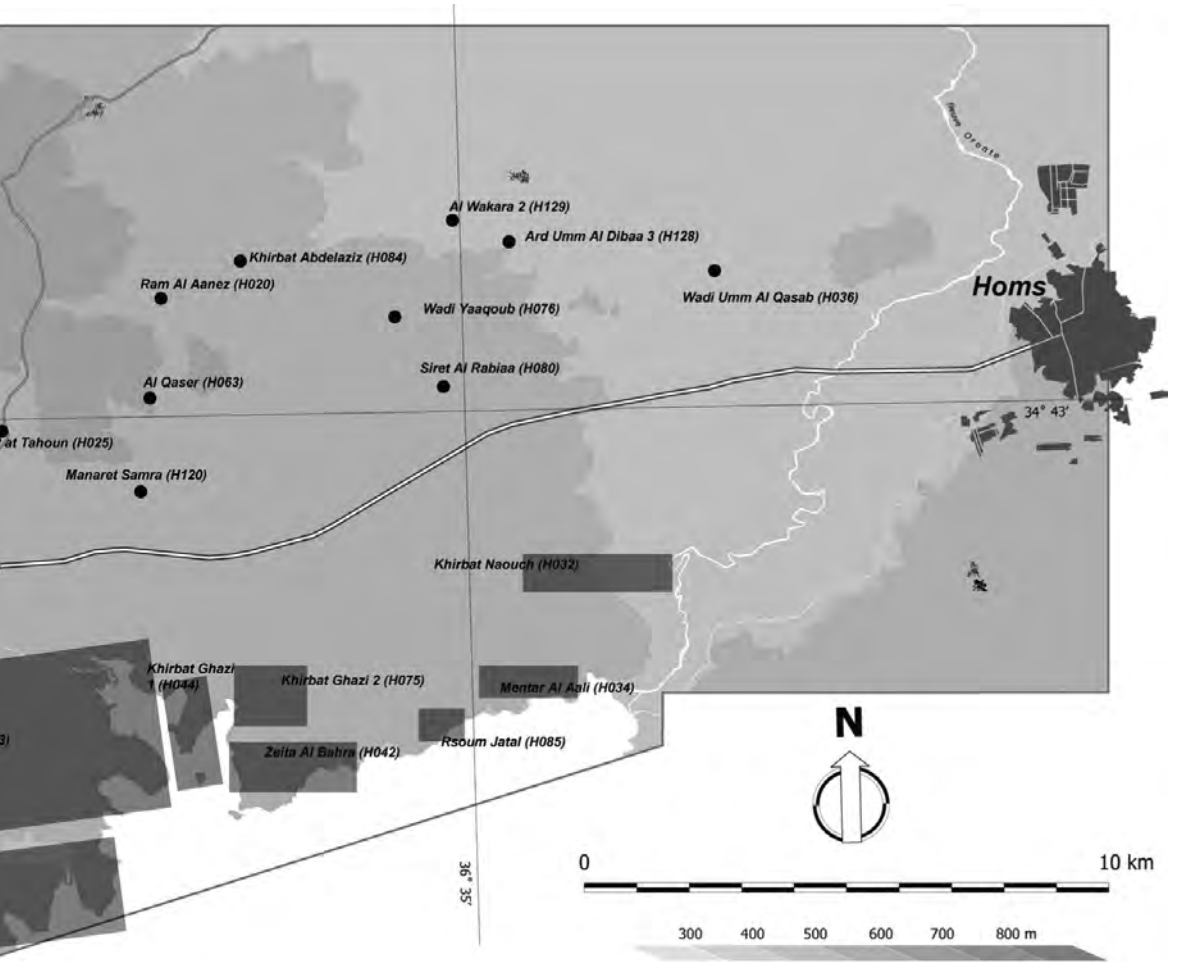 fleuve Oronte
Al Wakara 2 (H129)
Ard Umm Al Dibaa 3 (H128)
Khirbat Abdelaziz (H084)
Ram Al Aanez (H020)
Wadi Umm Al Qasab (H036)
Homs
Wadi Yaaqoub (H076)
Siret Al Rabiaa (H080)
Al Qaser (H063)
34° 43'
at Tahoun (H025)
Manaret Samra (H120)
Khirbat Naouch (H032)
Khirbat Ghazi
1 (H044)
Khirbat Ghazi 2 (H075)
Mentar Al Aali (H034)
3)
Zeita Al Bahra (H042)
Rsoum Jatal (H085)
N
36° 35'
0
10 km
300 400 500 600 700 800 m